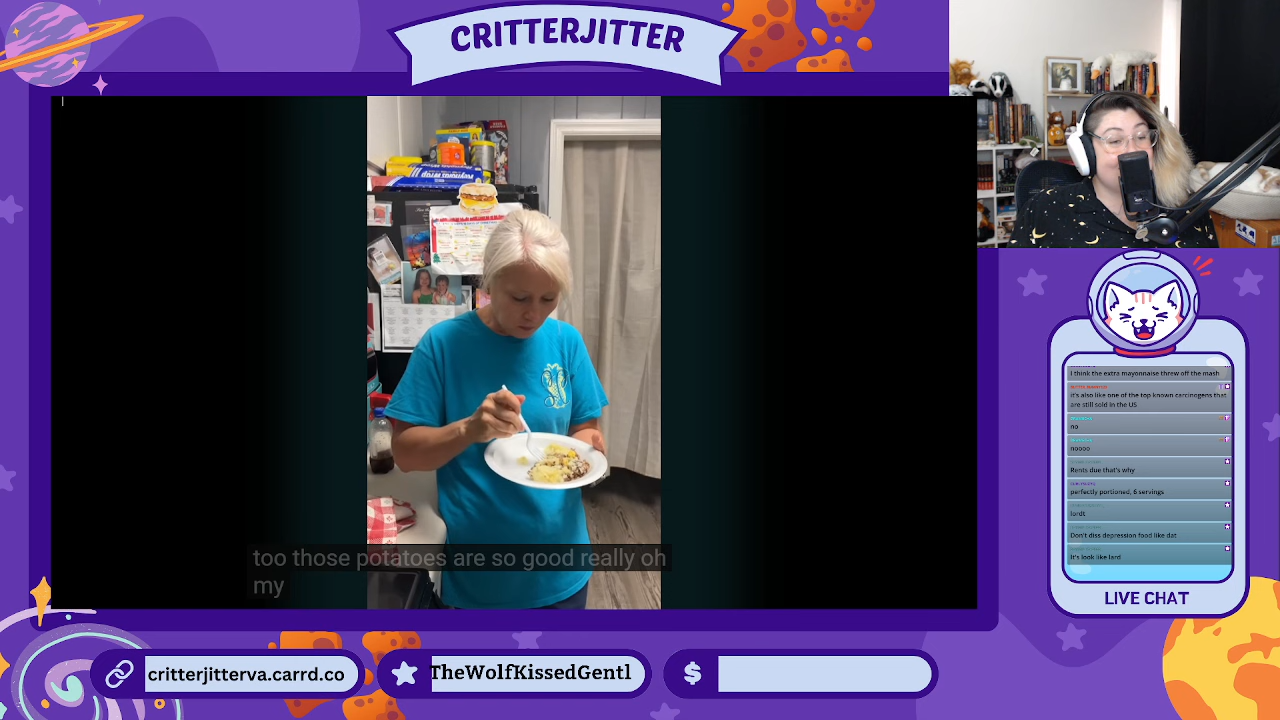 CRITTERJITTER
too those potatoes are so good really oh
my
I think the extra mayonnaise threw off the mash
it's also like one of the top known carcinogens that
are still sold in the US
no
noooo
Rents due that's why
perfectly portioned, 6 servings
lordt
Don't diss depression food like dat
It's look like lard
LIVE CHAT
critterjitterva.carrd.co
TheWolfKissedGentl
$